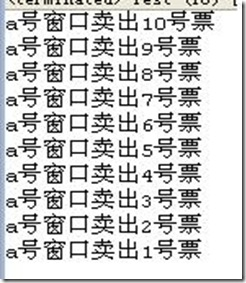 <terminated> Test (18) [
a号窗口卖出10号票
a号窗口卖出9号票
a号窗口卖出8号票
a号窗口卖出7号票
a号窗口卖出6号票
a号窗口卖出5号票
a号窗口卖出4号票
a号窗口卖出3号票
a号窗口卖出2号票
a号窗口卖出1号票